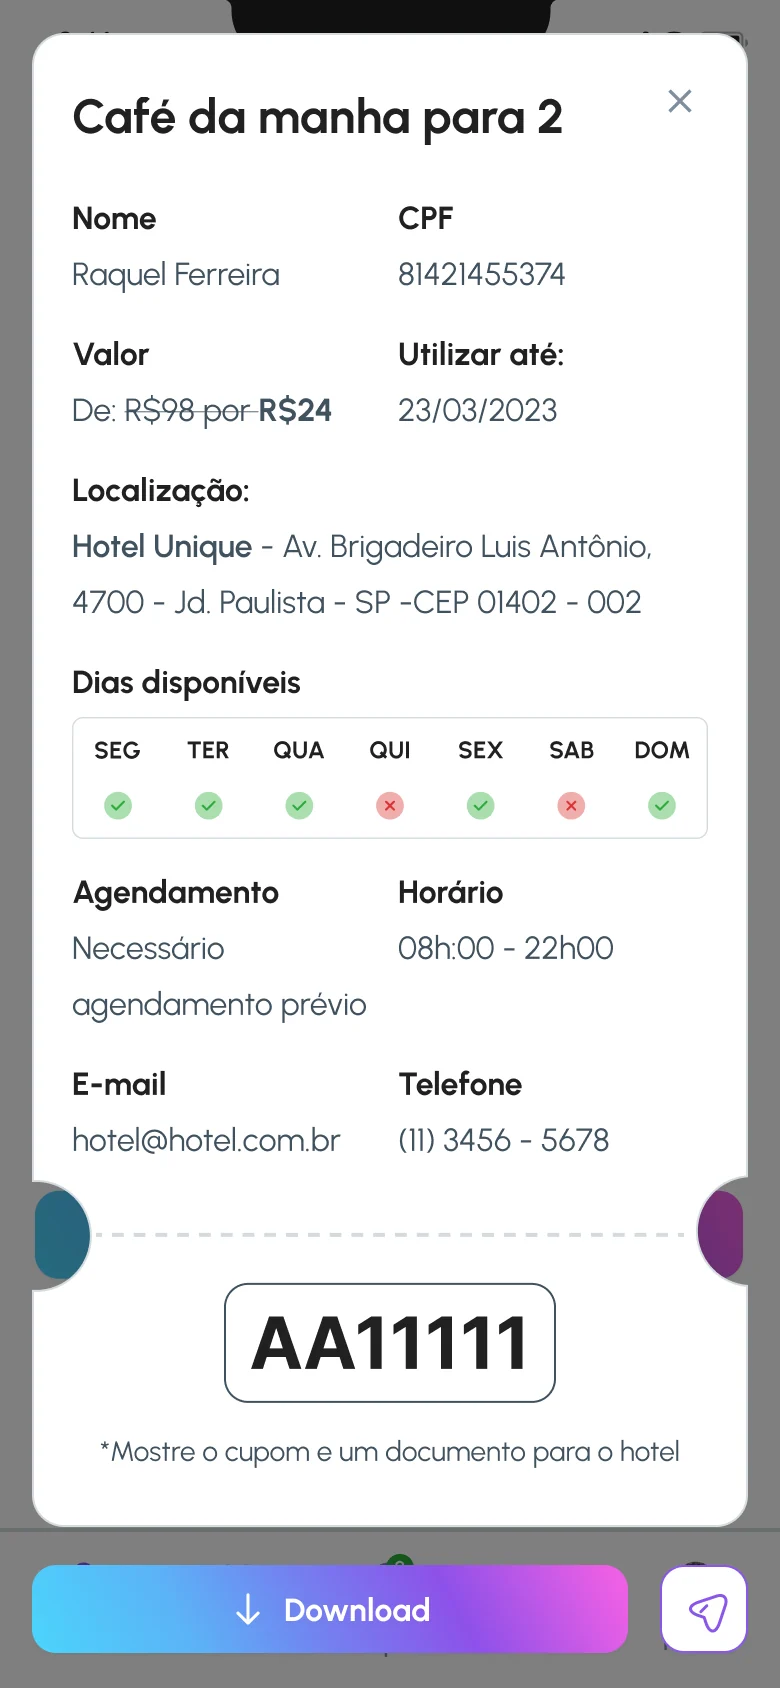 Café da manha para 2
Nome
CPF
Raquel Ferreira
81421455374
Valor
Utilizar até:
De: R$98 por R$24
23/03/2023
Localização:
Hotel Unique - Av. Brigadeiro Luis Antônio,
4700 - Jd. Paulista - SP -CEP 01402 - 002
Dias disponíveis
SEG TER QUA QUI SEX SAB DOM
Agendamento
Horário
Necessário
agendamento prévio
08h:00 - 22h00
E-mail
Telefone
hotel@hotel.com.br
(11) 3456 - 5678
AA11111
*Mostre o cupom e um documento para o hotel
Download